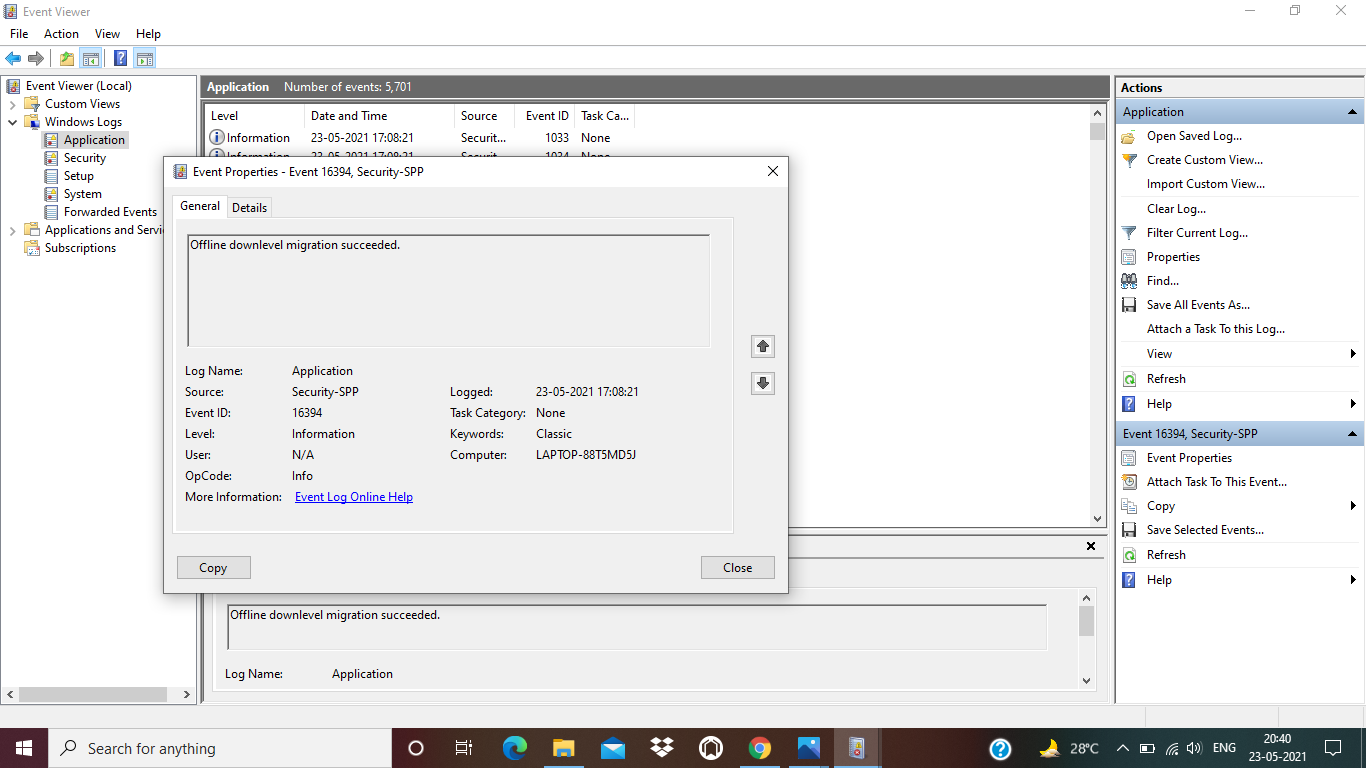 Event Viewer
File Action View Help
Event Viewer (Local)
Custom Views
Windows Logs
Application
Security
Setup
System
Forwarded Events
Applications and Servi
Subscriptions
Application Number of events: 5,701
Level Date and Time Source Event ID Task Ca...
Information 23-05-2021 17:08:21 Securit... 1033 None
Information 23-05-2021 17:08:21 Securit... 1034 None
Event Properties - Event 16394, Security-SPP
General Details
Offline downlevel migration succeeded.
Log Name: Application
Source: Security-SPP Logged: 23-05-2021 17:08:21
Event ID: 16394 Task Category: None
Level: Information Keywords: Classic
User: N/A Computer: LAPTOP-88T5MD5J
OpCode: Info
More Information: Event Log Online Help
Copy Close
Offline downlevel migration succeeded.
Log Name: Application
Actions
Application
Open Saved Log...
Create Custom View...
Import Custom View...
Clear Log...
Filter Current Log...
Properties
Find...
Save All Events As...
Attach a Task To this Log...
View
Refresh
Help
Event 16394, Security-SPP
Event Properties
Attach Task To This Event...
Copy
Save Selected Events...
Refresh
Help
Search for anything
28°C ENG 20:40
23-05-2021